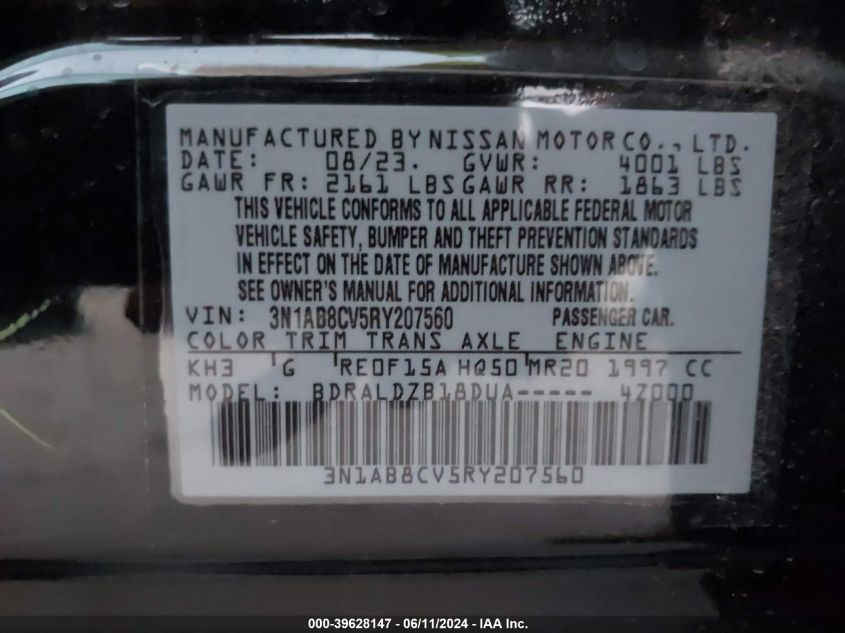 MANUFACTURED BY NISSAN MOTOR CO., LTD.
DATE: 08/23. GVWR: 4001 LBS
GAWR FR: 2161 LBS GAWR RR: 1863 LBS
THIS VEHICLE CONFORMS TO ALL APPLICABLE FEDERAL MOTOR
VEHICLE SAFETY, BUMPER AND THEFT PREVENTION STANDARDS
IN EFFECT ON THE DATE OF MANUFACTURE SHOWN ABOVE.
SEE OWNER'S MANUAL FOR ADDITIONAL INFORMATION.
VIN: 3N1AB8CV5RY207560 PASSENGER CAR.
COLOR TRIM TRANS AXLE ENGINE
KH3 G RE0F15A HQ50 MR20 1997 CC
MODEL: BDRALDZB18DUA----- 4Z000
3N1AB8CV5RY207560
000-39628147 - 06/11/2024 - IAA Inc.